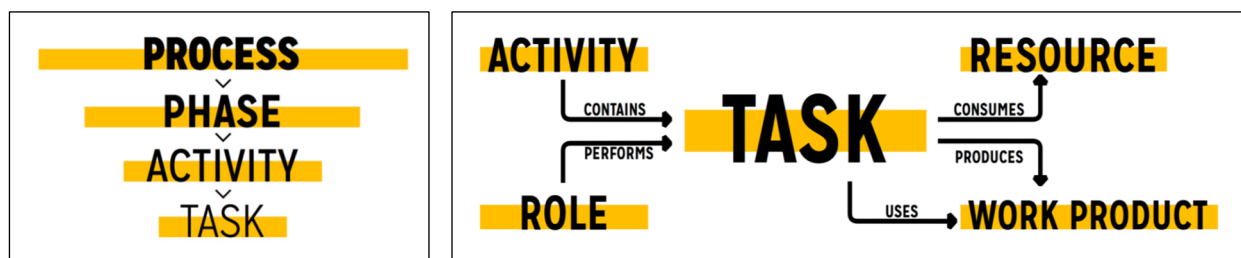 PROCESS
PHASE
ACTIVITY
TASK
ACTIVITY
CONTAINS
PERFORMS
ROLE
TASK
RESOURCE
CONSUMES
PRODUCES
USES
WORK PRODUCT